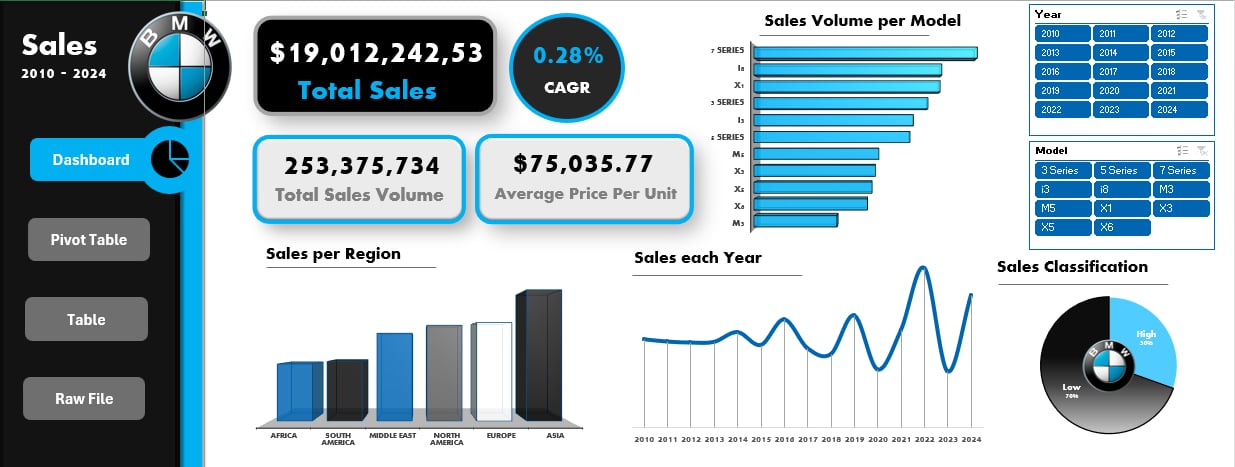 Sales
2010 - 2024
BMW
Dashboard
Pivot Table
Table
Raw File
$19,012,242,53
Total Sales
0.28%
CAGR
253,375,734
Total Sales Volume
$75,035.77
Average Price Per Unit
Sales Volume per Model
7 SERIES
I8
X1
3 SERIES
I3
5 SERIES
M5
X3
X5
X6
M3
Year
2010 2011 2012
2013 2014 2015
2016 2017 2018
2019 2020 2021
2022 2023 2024
Model
3 Series 5 Series 7 Series
i3 i8 M3
M5 X1 X3
X5 X6
Sales per Region
AFRICA SOUTH AMERICA MIDDLE EAST NORTH AMERICA EUROPE ASIA
Sales each Year
2010 2011 2012 2013 2014 2015 2016 2017 2018 2019 2020 2021 2022 2023 2024
Sales Classification
High
30%
BMW
Low
70%